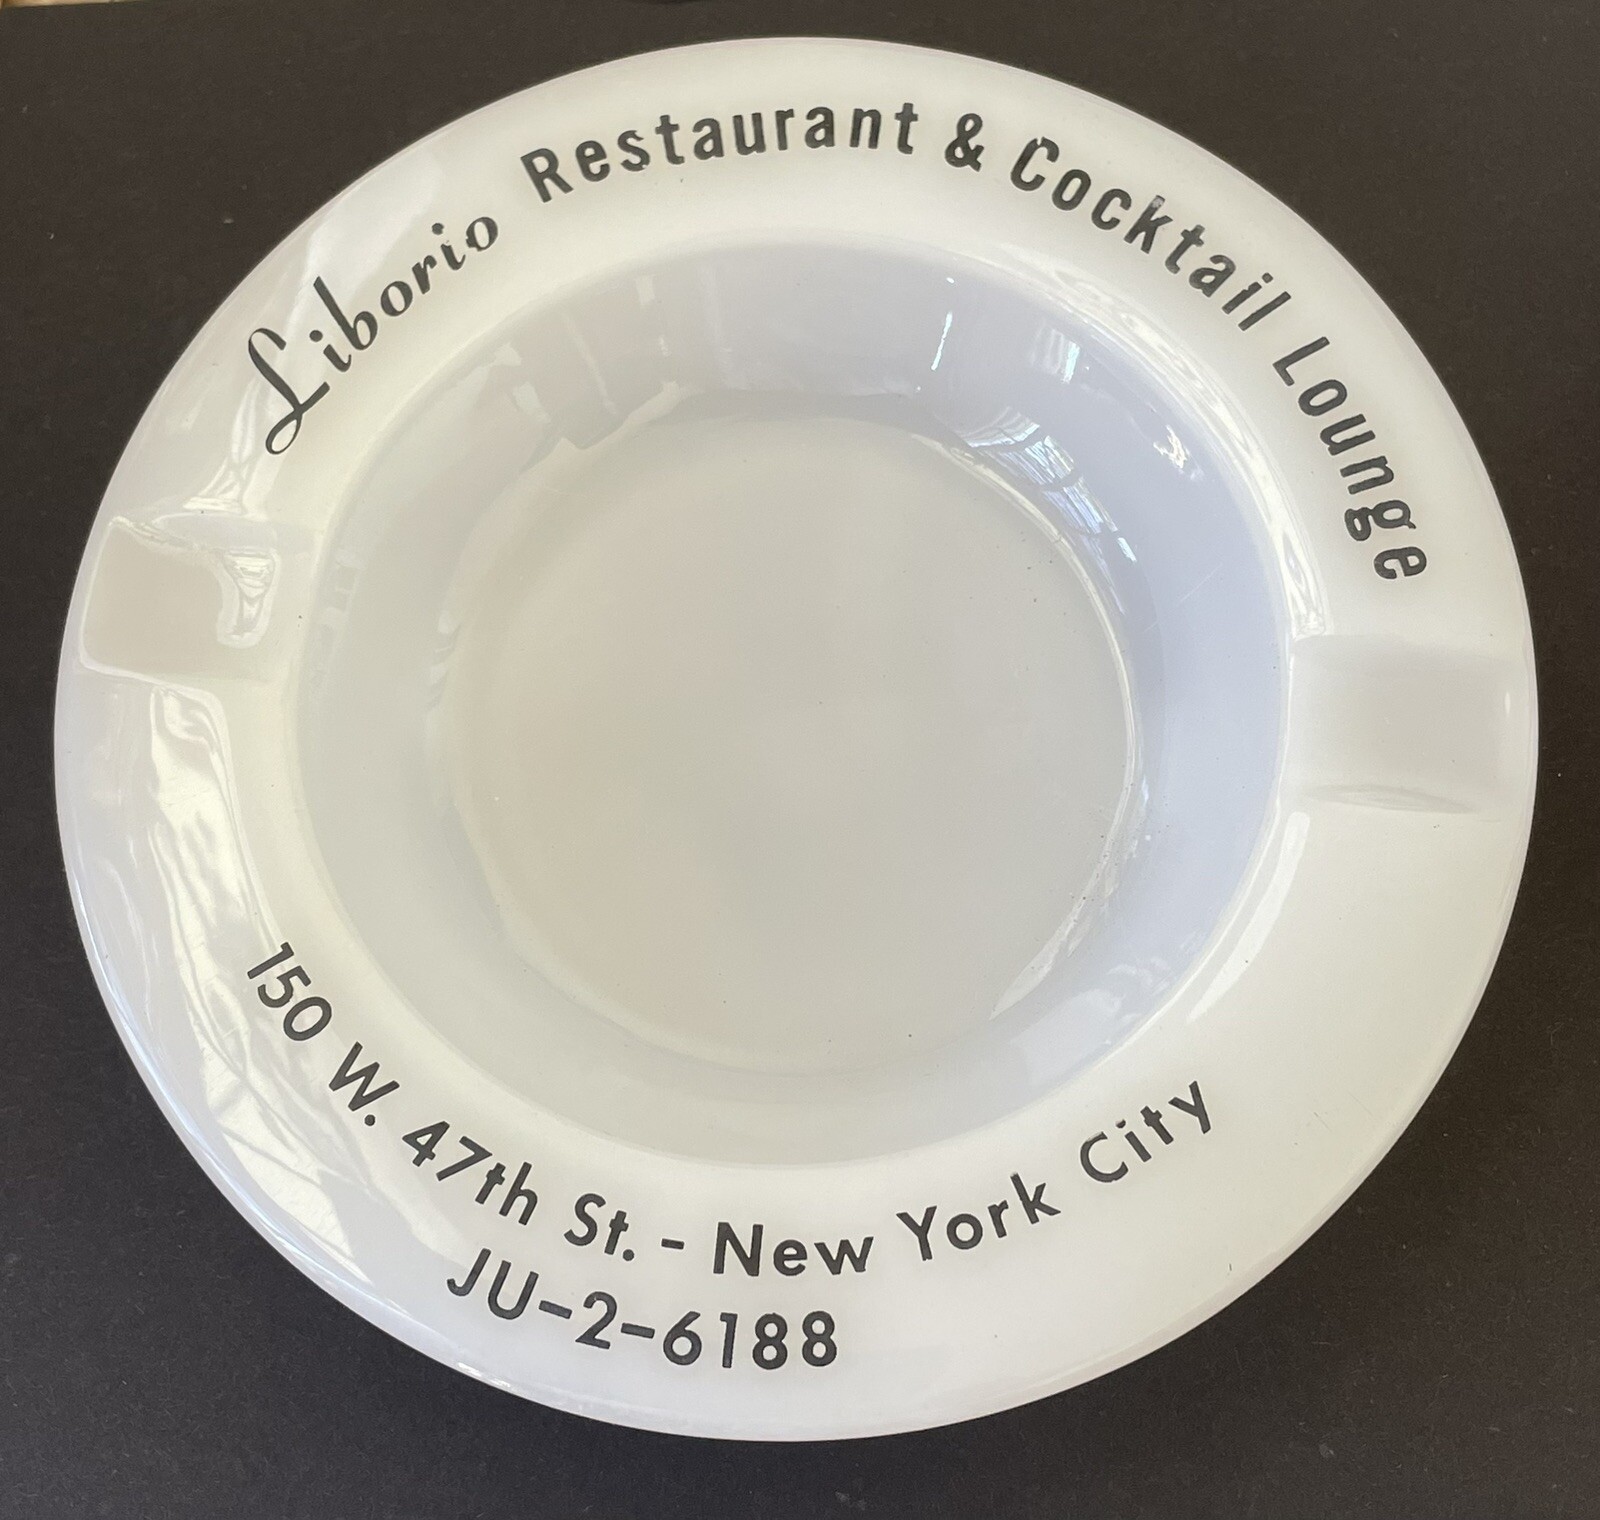 Liborio Restaurant & Cocktail Lounge
150 W. 47th St. - New York City
JU-2-6188